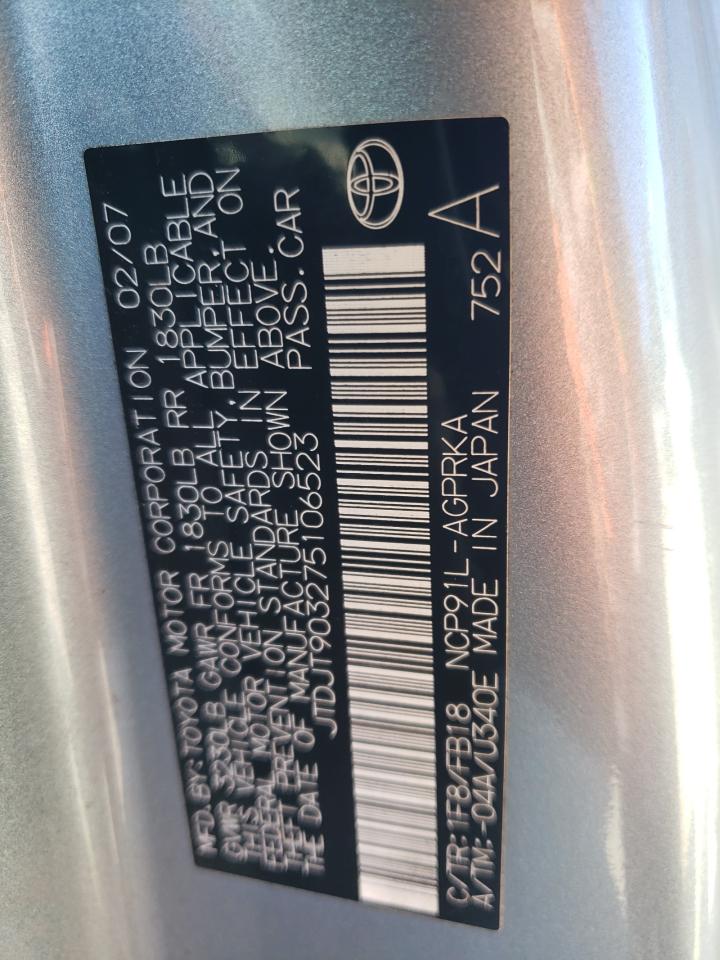 MFD BY:TOYOTA MOTOR CORPORATION 02/07
GVWR 3230LB GAWR FR 1830LB RR 1830LB
THIS VEHICLE CONFORMS TO ALL APPLICABLE
FEDERAL MOTOR VEHICLE SAFETY,BUMPER,AND
THEFT PREVENTION STANDARDS IN EFFECT ON
THE DATE OF MANUFACTURE SHOWN ABOVE.
JTDJT903275106523 PASS.CAR
C/TR:1F8/FB18 NCP91L-AGPRKA
A/TM:-04A/U340E MADE IN JAPAN 752 A